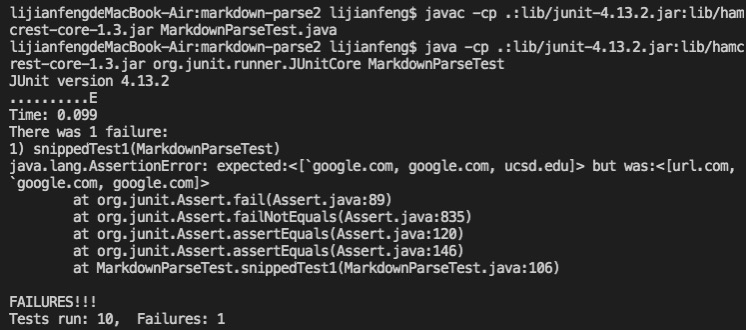 lijianfengdeMacBook-Air:markdown-parse2 lijianfeng$ javac -cp .:lib/junit-4.13.2.jar:lib/ham
crest-core-1.3.jar MarkdownParseTest.java
lijianfengdeMacBook-Air:markdown-parse2 lijianfeng$ java -cp .:lib/junit-4.13.2.jar:lib/hamc
rest-core-1.3.jar org.junit.runner.JUnitCore MarkdownParseTest
JUnit version 4.13.2
..........E
Time: 0.099
There was 1 failure:
1) snippedTest1(MarkdownParseTest)
java.lang.AssertionError: expected:<[`google.com, google.com, ucsd.edu]> but was:<[url.com,
`google.com, google.com]>
        at org.junit.Assert.fail(Assert.java:89)
        at org.junit.Assert.failNotEquals(Assert.java:835)
        at org.junit.Assert.assertEquals(Assert.java:120)
        at org.junit.Assert.assertEquals(Assert.java:146)
        at MarkdownParseTest.snippedTest1(MarkdownParseTest.java:106)

FAILURES!!!
Tests run: 10,  Failures: 1